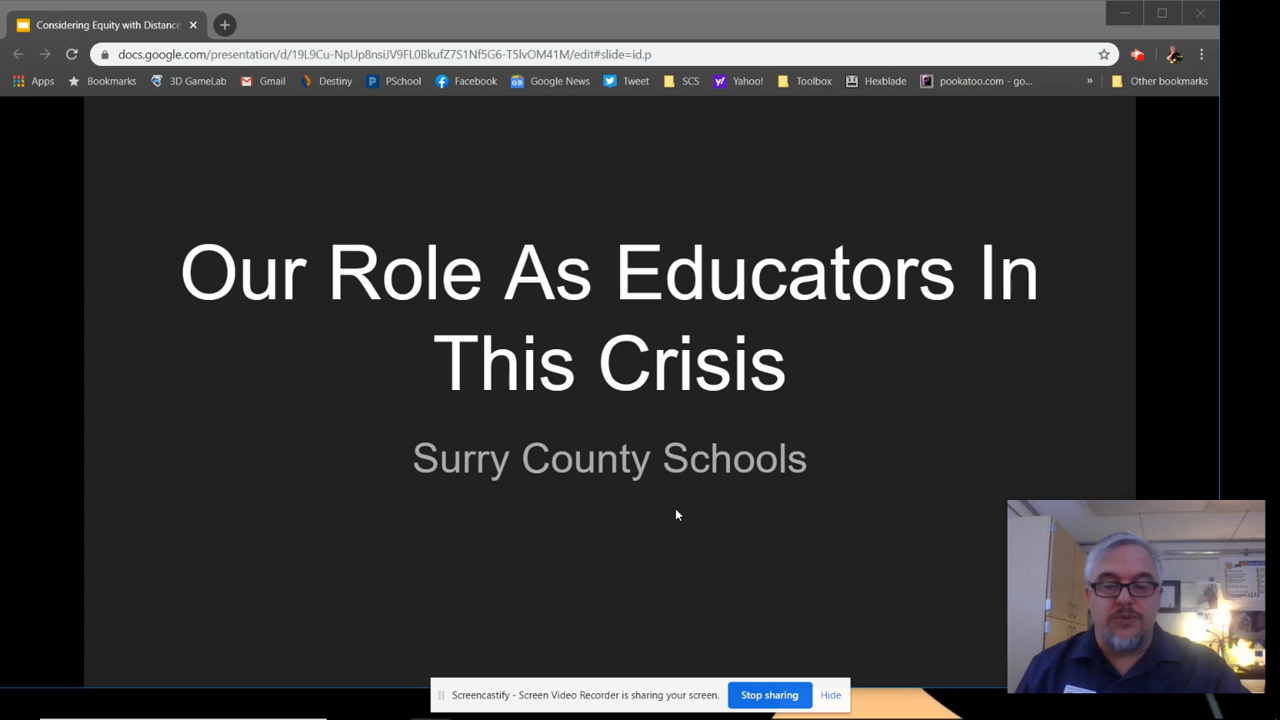 Considering Equity with Distance
docs.google.com/presentation/d/19L9Cu-NpUp8nsiJV9FL0BkufZ7S1Nf5G6-T5lvOM41M/edit#slide=id.p
Apps Bookmarks 3D GameLab Gmail Destiny PSchool Facebook Google News Tweet SCS Yahoo! Toolbox Hexblade pookatoo.com - go... » Other bookmarks
Our Role As Educators In
This Crisis
Surry County Schools
Screencastify - Screen Video Recorder is sharing your screen. Stop sharing Hide